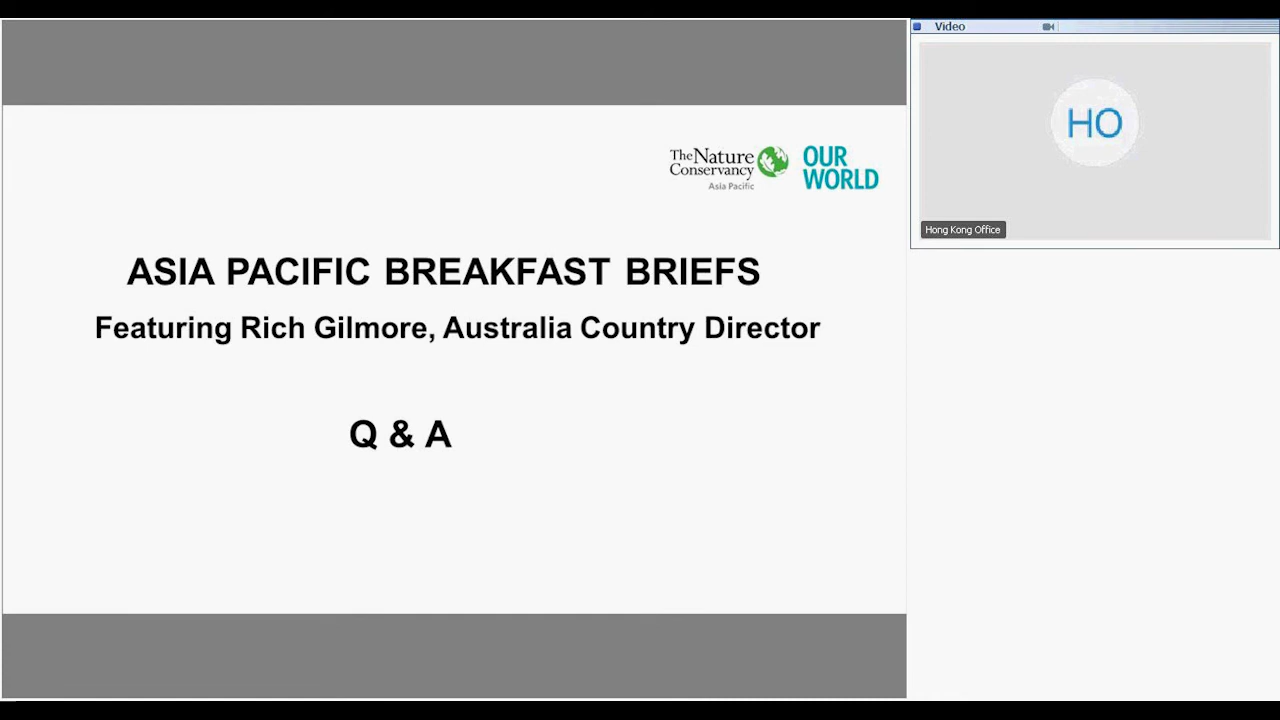 The Nature
Conservancy
Asia Pacific
OUR
WORLD
ASIA PACIFIC BREAKFAST BRIEFS
Featuring Rich Gilmore, Australia Country Director
Q & A
Video
HO
Hong Kong Office